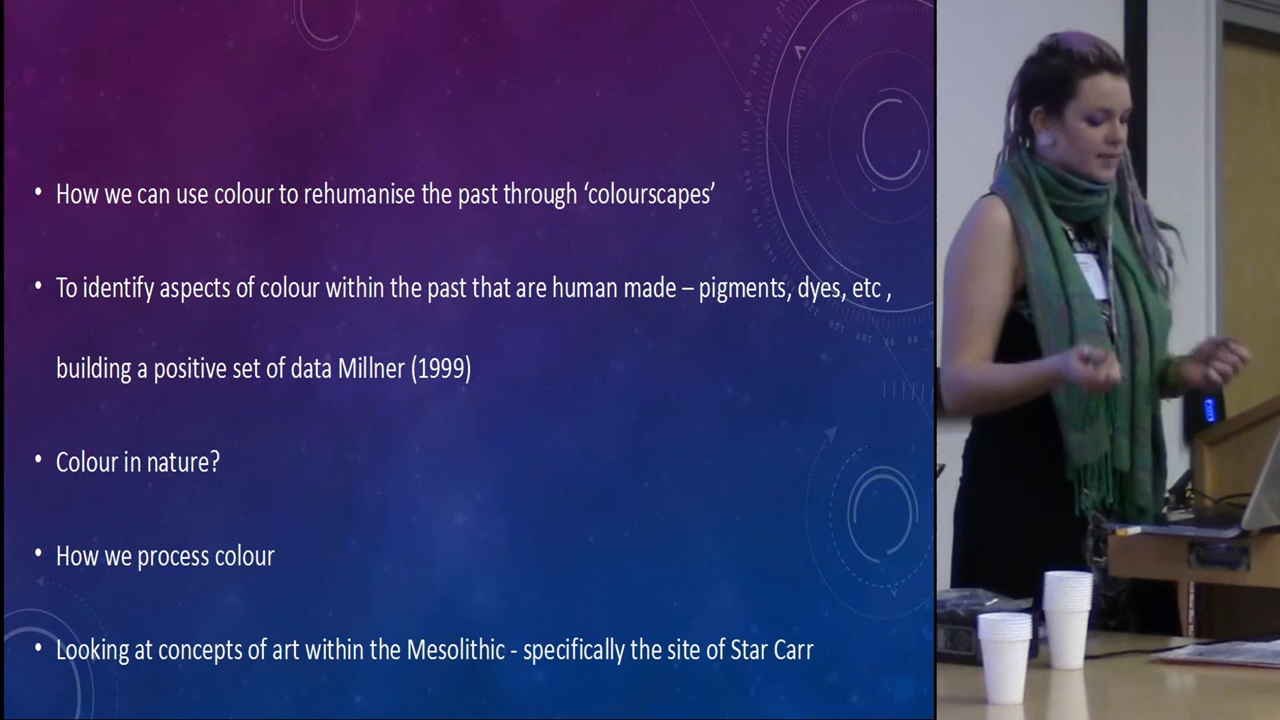 • How we can use colour to rehumanise the past through ‘colourscapes’
• To identify aspects of colour within the past that are human made – pigments, dyes, etc ,
building a positive set of data Millner (1999)
• Colour in nature?
• How we process colour
• Looking at concepts of art within the Mesolithic - specifically the site of Star Carr